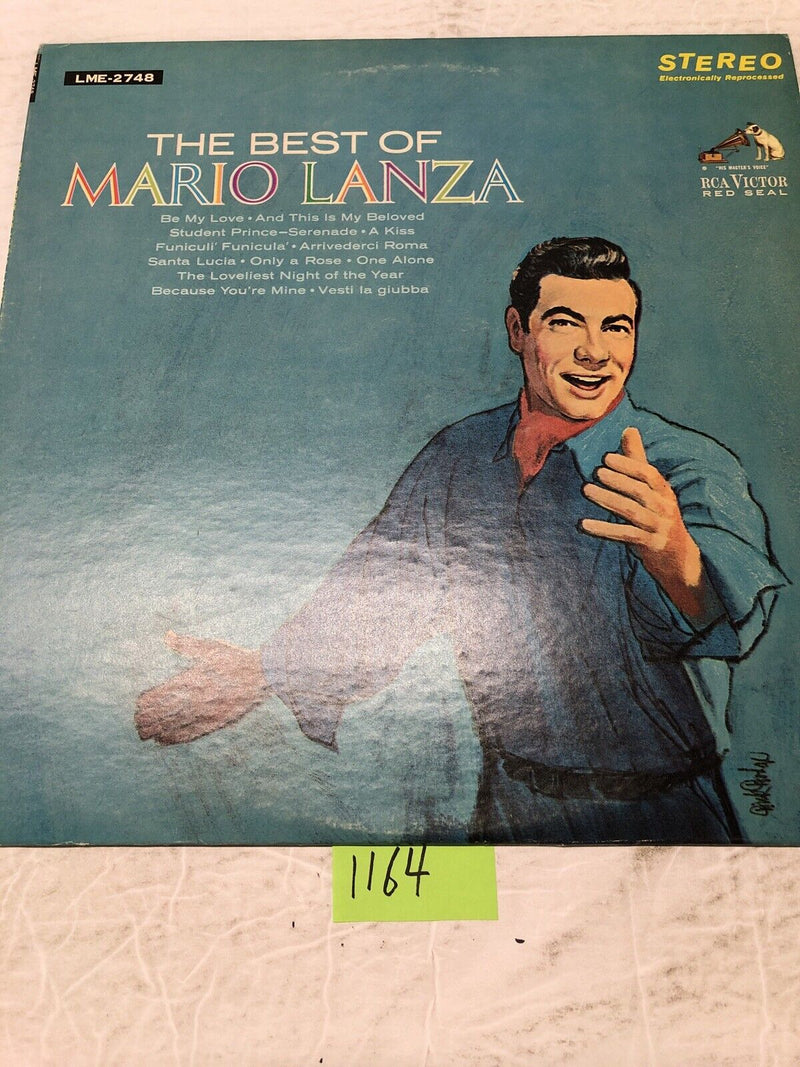 LME-2748
STEREO
Electronically Reprocessed
THE BEST OF
MARIO LANZA
"HIS MASTER'S VOICE"
RCA VICTOR
RED SEAL
Be My Love • And This Is My Beloved
Student Prince—Serenade • A Kiss
Funiculi' Funicula' • Arrivederci Roma
Santa Lucia • Only a Rose • One Alone
The Loveliest Night of the Year
Because You're Mine • Vesti la giubba
1164